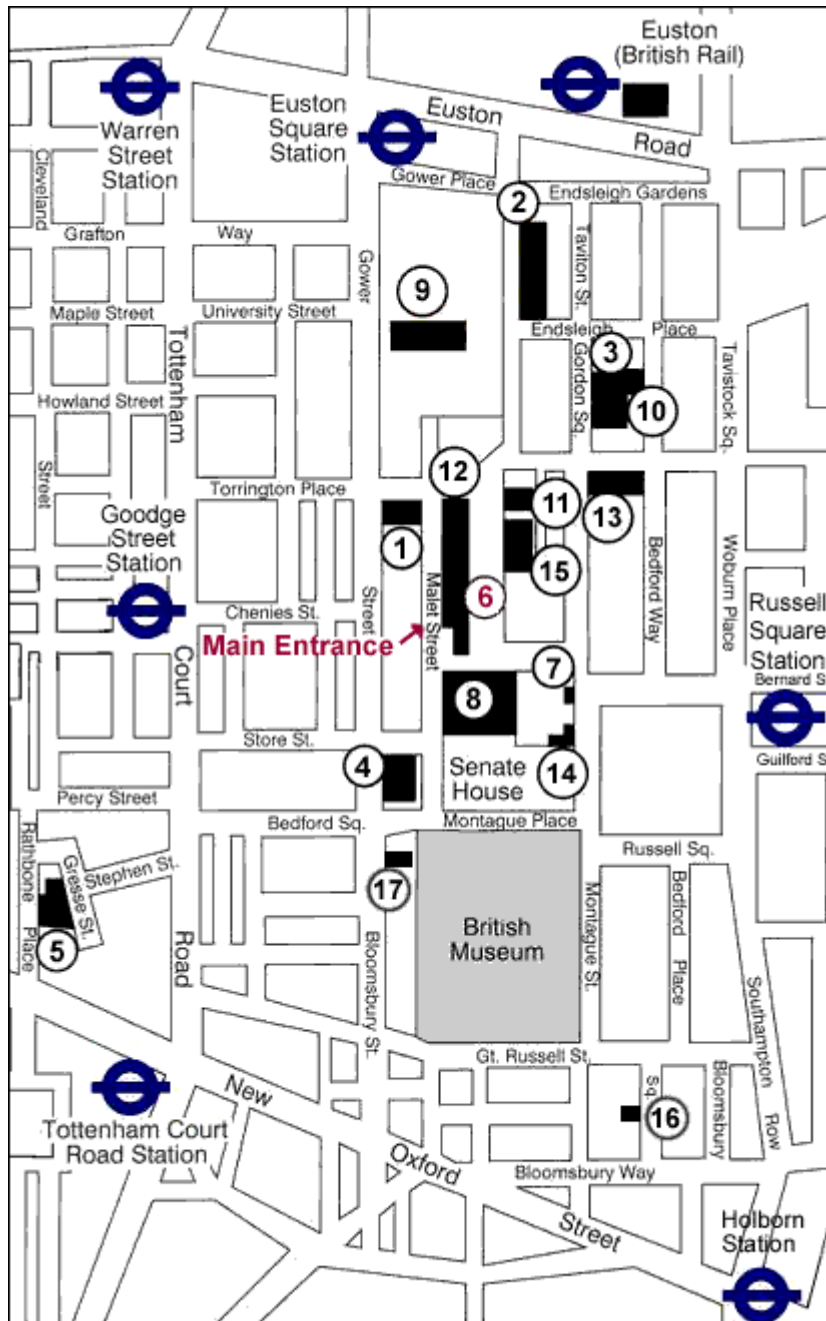 Euston
(British Rail)
Warren
Street
Station
Euston
Square
Station
Euston
Road
Gower Place
Endsleigh Gardens
Cleveland
Grafton
Way
2
Taviton St.
Gower
9
Maple Street
University Street
Endsleigh
Place
Tottenham
3
Gordon Sq.
10
Tavistock Sq.
Howland Street
Street
12
Torrington Place
Goodge
Street
Station
1
11
13
15
Bedford Way
Woburn Place
Chenies St.
Street
Malet Street
6
Main Entrance
Russell
Square
Station
Bernard S
Court
7
8
Store St.
4
Senate
House
14
Guilford S
Percy Street
Bedford Sq.
Montague Place
Russell Sq.
Rathbone
Place
Gresse St.
Stephen St.
17
5
British
Museum
Montague St.
Bedford
Place
Road
Bloomsbury St.
Southampton
Row
Gt. Russell St.
New
Oxford
Street
Sq.
16
Bloomsbury
Tottenham Court
Road Station
Bloomsbury Way
Holborn
Station